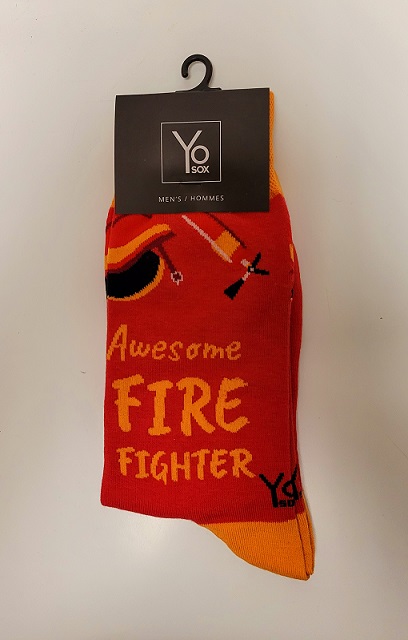 Yo
SOX
MEN'S / HOMMES
Awesome
FIRE
FIGHTER
Yo
SOX